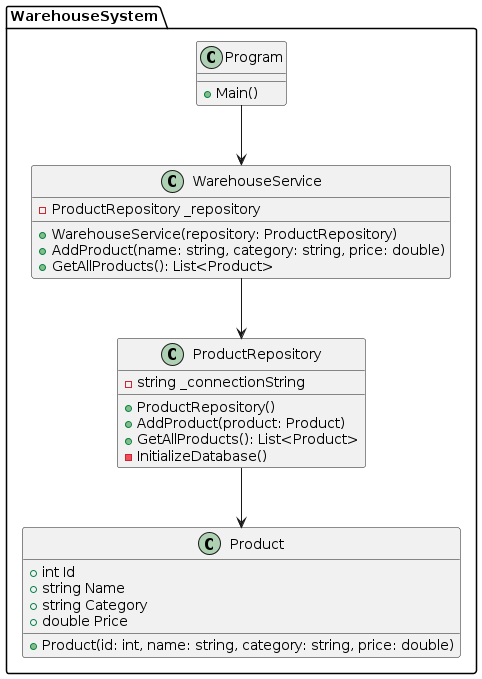 WarehouseSystem
C Program
Main()
C WarehouseService
ProductRepository _repository
WarehouseService(repository: ProductRepository)
AddProduct(name: string, category: string, price: double)
GetAllProducts(): List<Product>
C ProductRepository
string _connectionString
ProductRepository()
AddProduct(product: Product)
GetAllProducts(): List<Product>
InitializeDatabase()
C Product
int Id
string Name
string Category
double Price
Product(id: int, name: string, category: string, price: double)